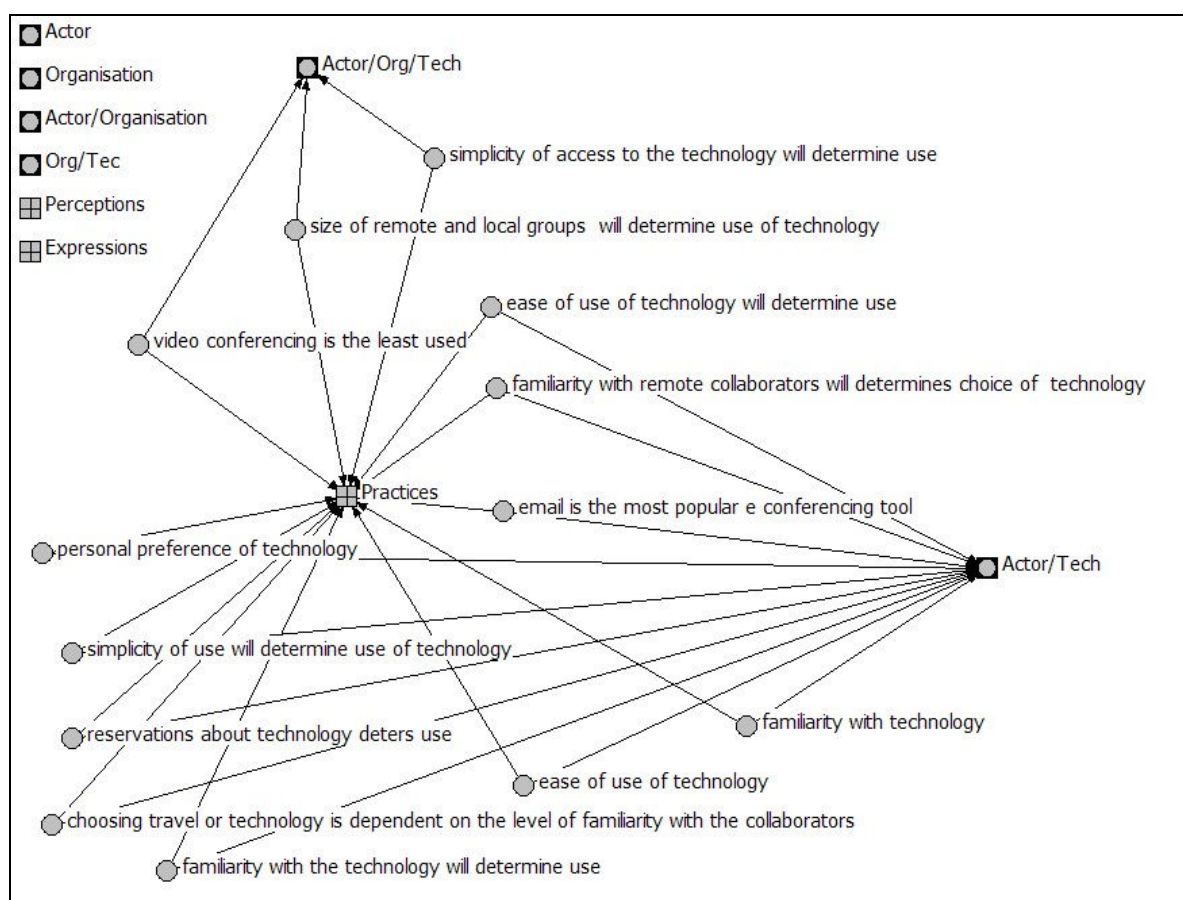 Actor
Actor/Org/Tech
Organisation
Actor/Organisation
simplicity of access to the technology will determine use
Org/Tec
Perceptions
size of remote and local groups will determine use of technology
Expressions
ease of use of technology will determine use
video conferencing is the least used
familiarity with remote collaborators will determines choice of technology
Practices
email is the most popular e conferencing tool
personal preference of technology
Actor/Tech
simplicity of use will determine use of technology
familiarity with technology
reservations about technology deters use
ease of use of technology
choosing travel or technology is dependent on the level of familiarity with the collaborators
familiarity with the technology will determine use